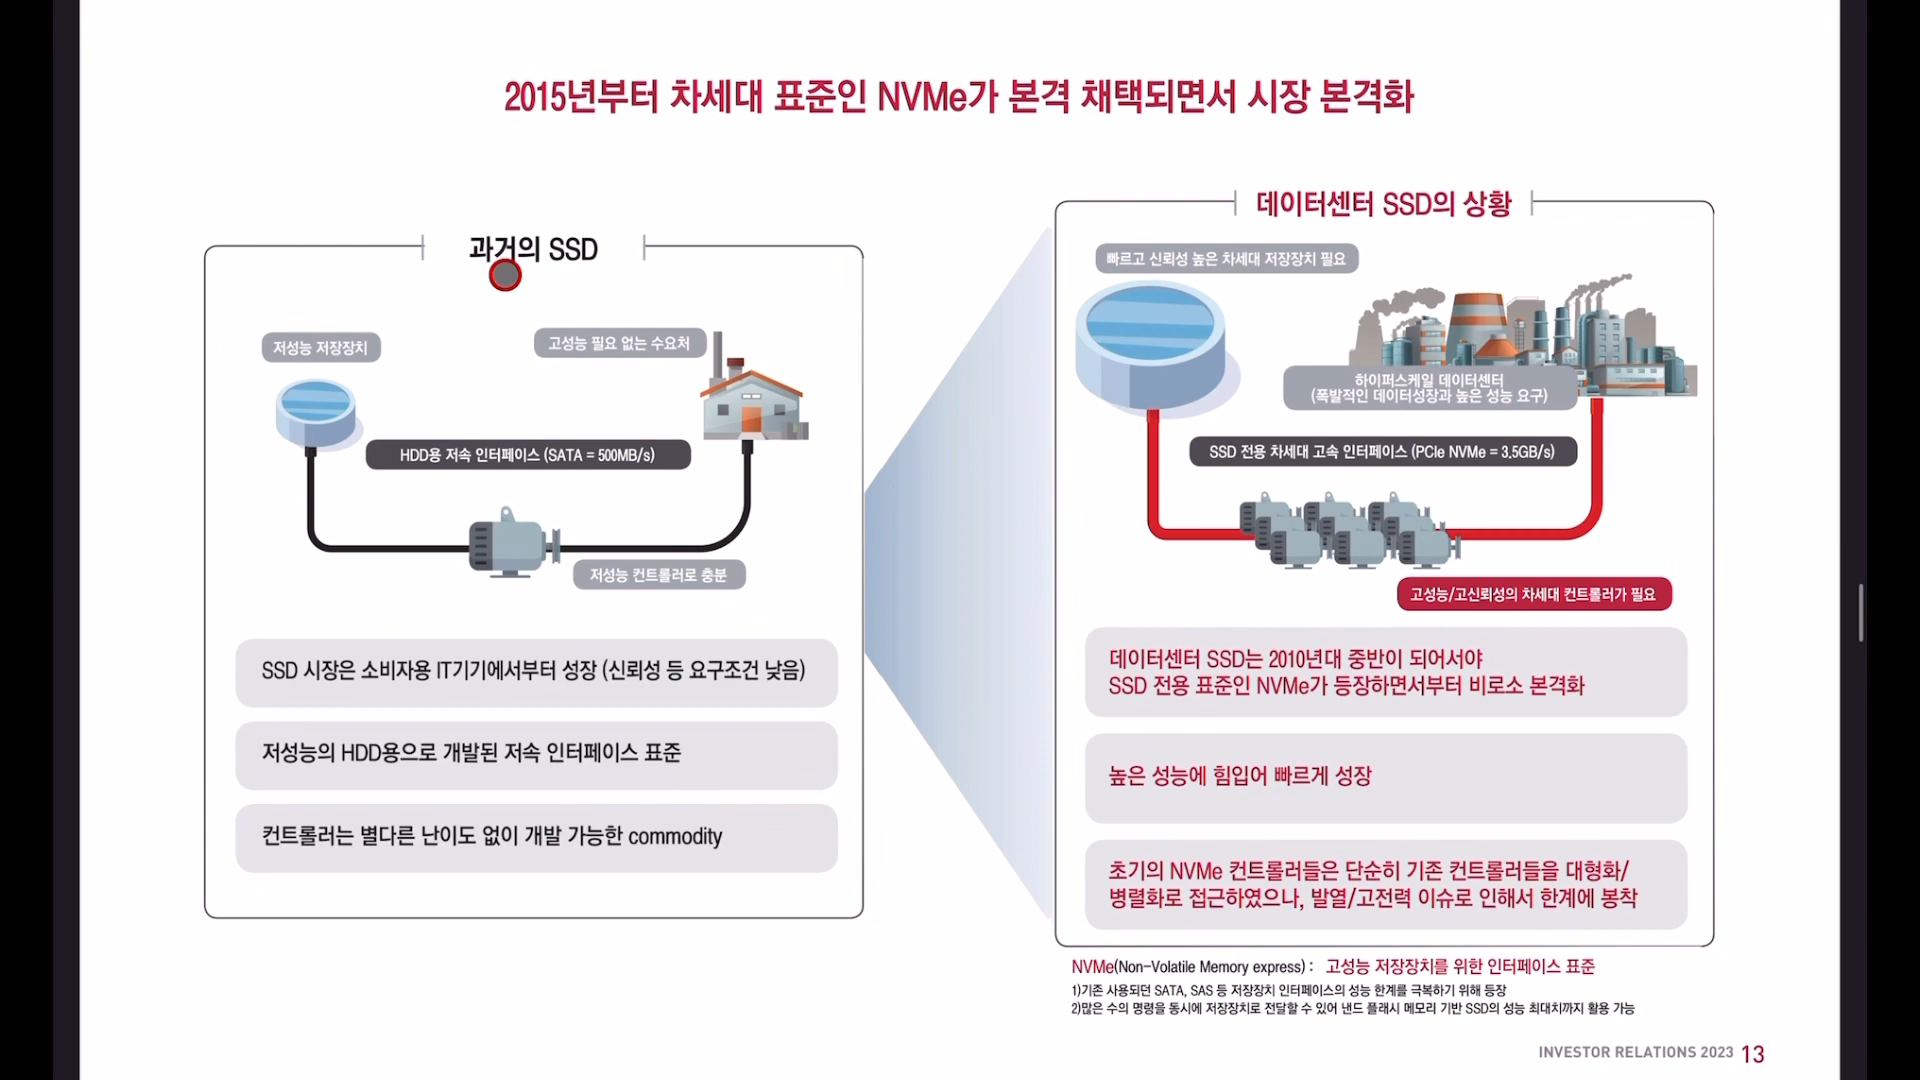 2015년부터 차세대 표준인 NVMe가 본격 채택되면서 시장 본격화
과거의 SSD
저성능 저장장치
고성능 필요 없는 수요처
HDD용 저속 인터페이스 (SATA = 500MB/s)
저성능 컨트롤러로 충분
SSD 시장은 소비자용 IT기기에서부터 성장 (신뢰성 등 요구조건 낮음)
저성능의 HDD용으로 개발된 저속 인터페이스 표준
컨트롤러는 별다른 난이도 없이 개발 가능한 commodity
데이터센터 SSD의 상황
빠르고 신뢰성 높은 차세대 저장장치 필요
하이퍼스케일 데이터센터
(폭발적인 데이터성장과 높은 성능 요구)
SSD 전용 차세대 고속 인터페이스 (PCIe NVMe = 3.5GB/s)
고성능/고신뢰성의 차세대 컨트롤러가 필요
데이터센터 SSD는 2010년대 중반이 되어서야
SSD 전용 표준인 NVMe가 등장하면서부터 비로소 본격화
높은 성능에 힘입어 빠르게 성장
초기의 NVMe 컨트롤러들은 단순히 기존 컨트롤러들을 대형화/
병렬화로 접근하였으나, 발열/고전력 이슈로 인해서 한계에 봉착
NVMe(Non-Volatile Memory express) : 고성능 저장장치를 위한 인터페이스 표준
1)기존 사용되던 SATA, SAS 등 저장장치 인터페이스의 성능 한계를 극복하기 위해 등장
2)많은 수의 명령을 동시에 저장장치로 전달할 수 있어 낸드 플래시 메모리 기반 SSD의 성능 최대치까지 활용 가능
INVESTOR RELATIONS 2023 13